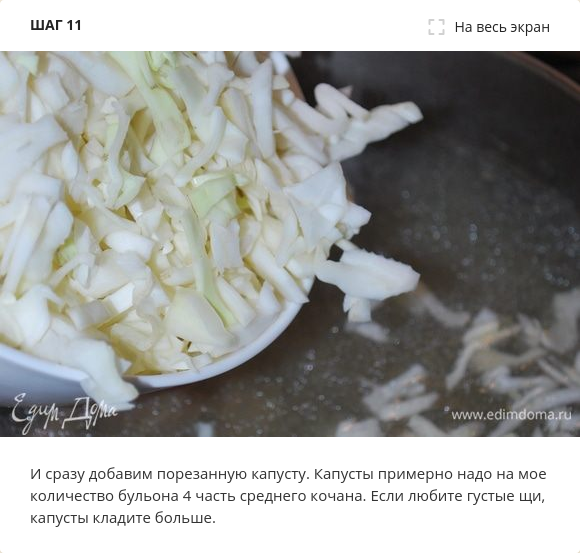 ШАГ 11
На весь экран
Едим Дома
www.edimdoma.ru
И сразу добавим порезанную капусту. Капусты примерно надо на мое
количество бульона 4 часть среднего кочана. Если любите густые щи,
капусты кладите больше.